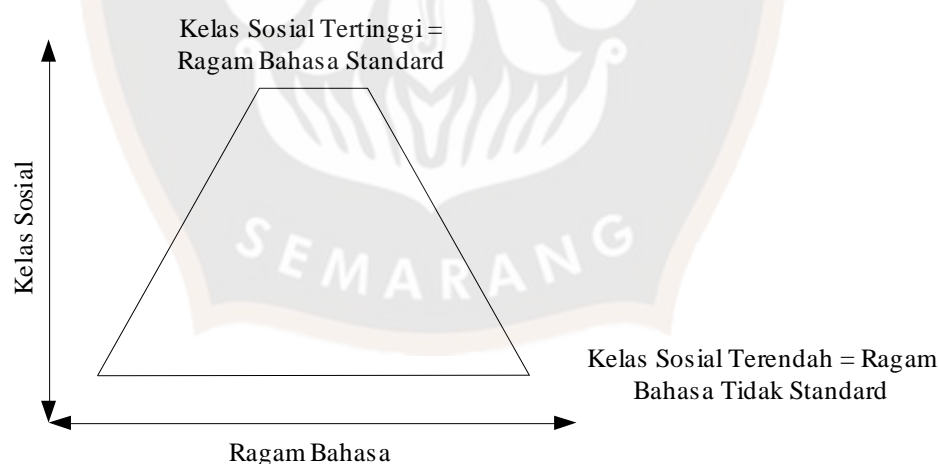 Kelas Sosial Tertinggi =
Ragam Bahasa Standard
Kelas Sosial
SEMARANG
Kelas Sosial Terendah = Ragam
Bahasa Tidak Standard
Ragam Bahasa